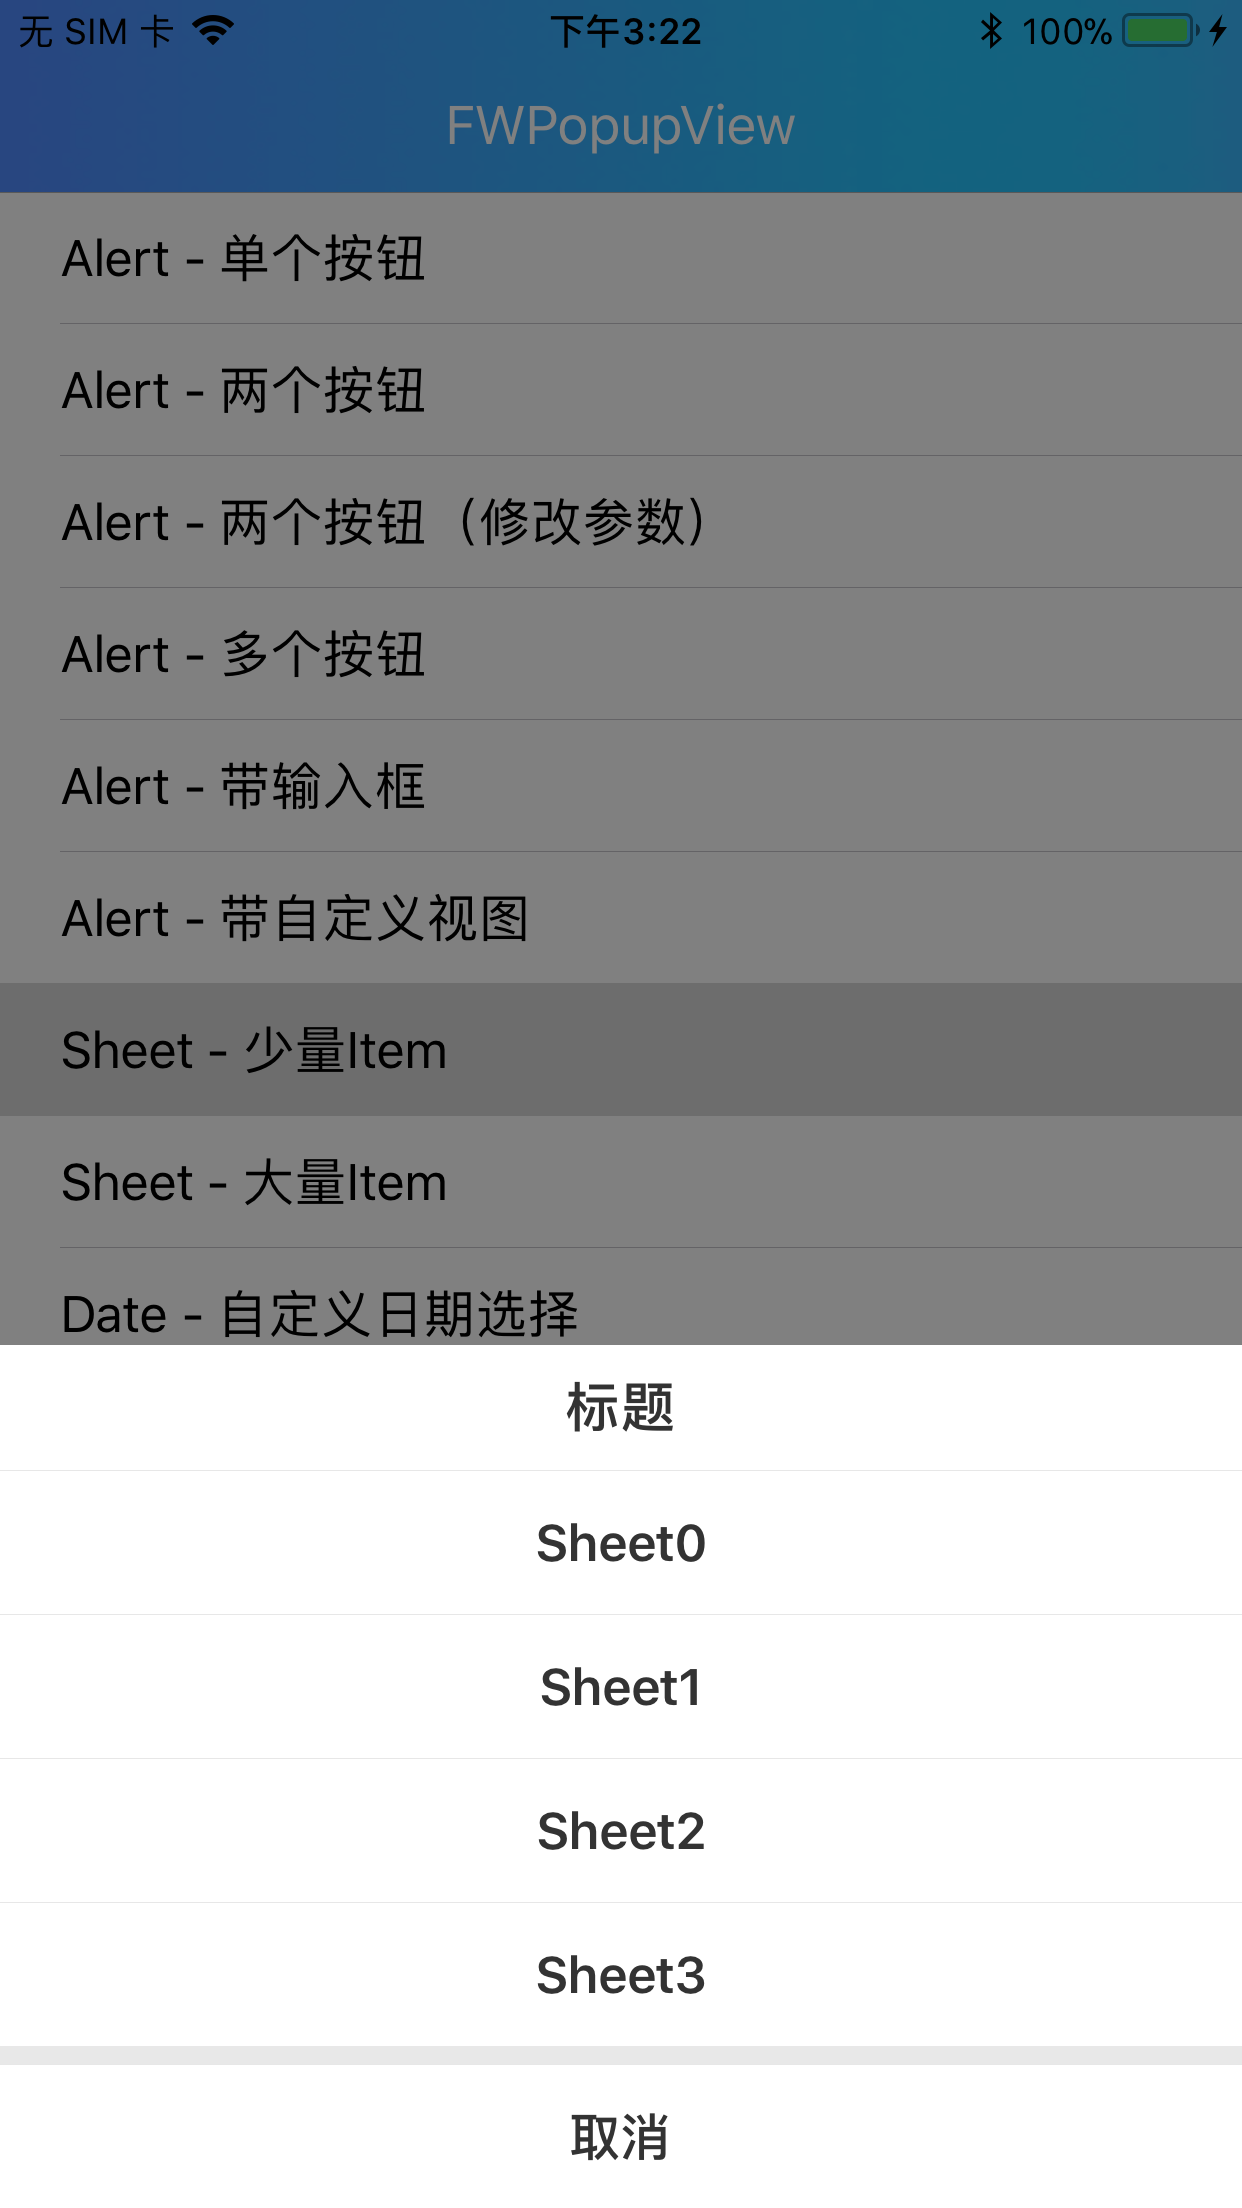 无 SIM 卡 下午3:22 100%
FWPopupView
Alert - 单个按钮
Alert - 两个按钮
Alert - 两个按钮（修改参数）
Alert - 多个按钮
Alert - 带输入框
Alert - 带自定义视图
Sheet - 少量Item
Sheet - 大量Item
Date - 自定义日期选择
标题
Sheet0
Sheet1
Sheet2
Sheet3
取消